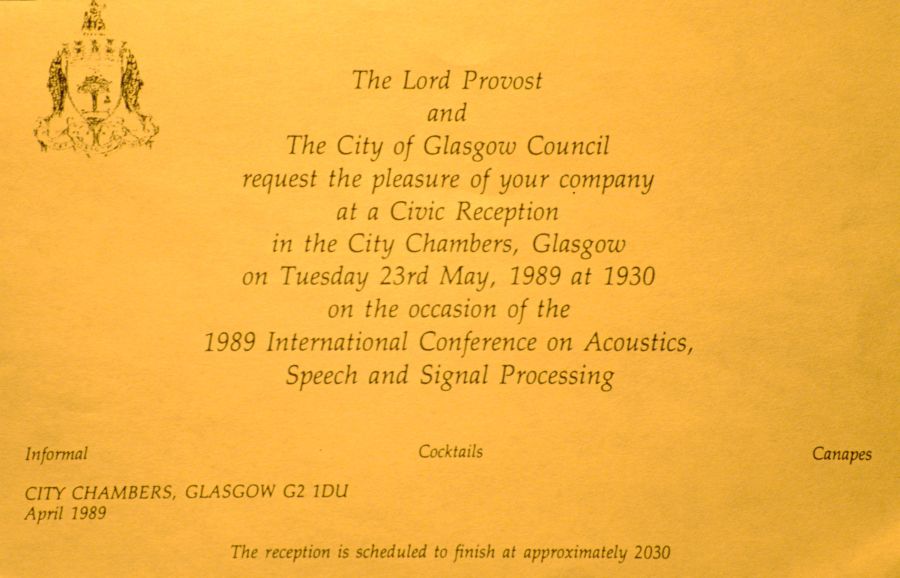 The Lord Provost
and
The City of Glasgow Council
request the pleasure of your company
at a Civic Reception
in the City Chambers, Glasgow
on Tuesday 23rd May, 1989 at 1930
on the occasion of the
1989 International Conference on Acoustics,
Speech and Signal Processing
Informal Cocktails Canapes
CITY CHAMBERS, GLASGOW G2 1DU
April 1989
The reception is scheduled to finish at approximately 2030